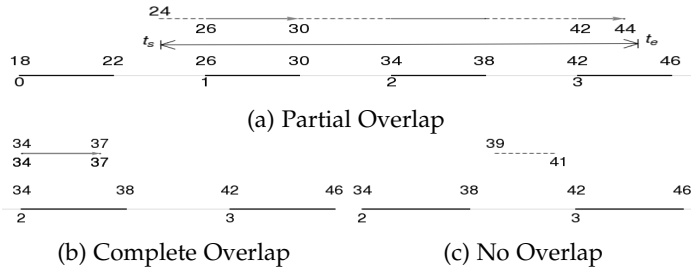 24
26 30 42 44
t_s t_e
18 22 26 30 34 38 42 46
0 1 2 3
(a) Partial Overlap
34 37 39
34 37 41
34 38 42 46 34 38 42 46
2 3 2 3
(b) Complete Overlap (c) No Overlap